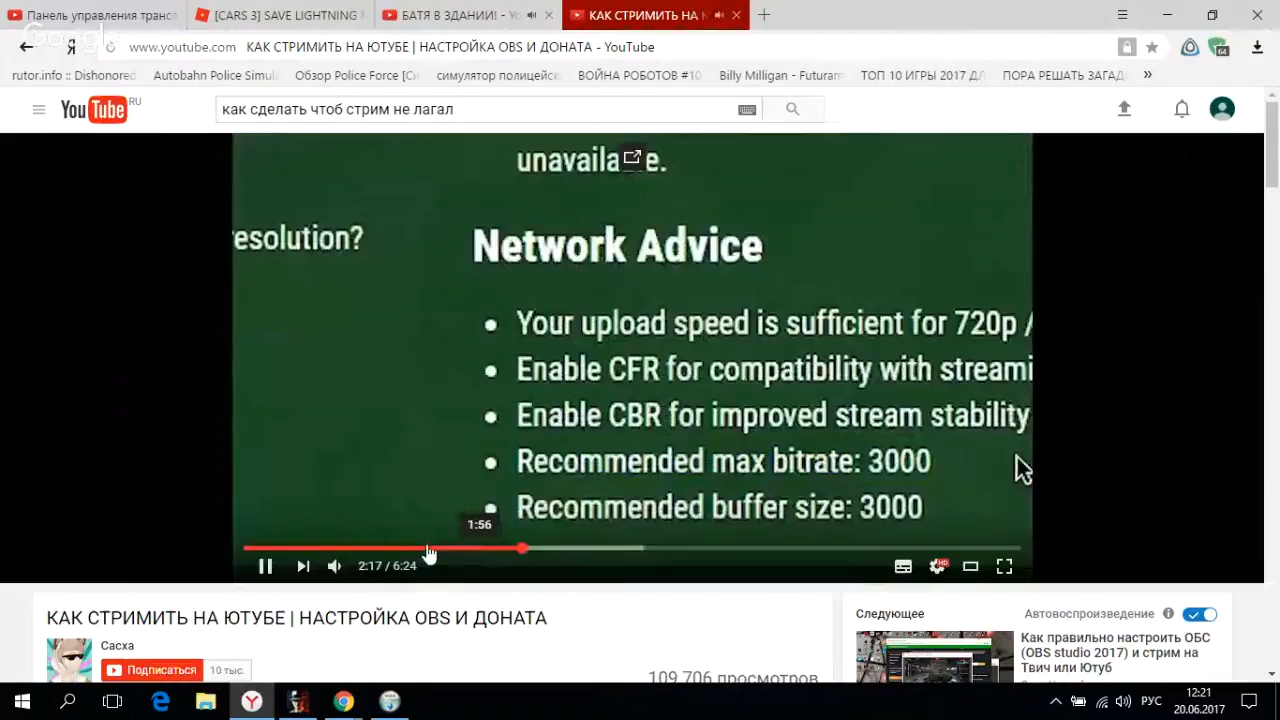 Панель управления трансл
[CARS 3] SAVE LIGHTNING
БАТЯ В ЗДАНИИ! - Yo
КАК СТРИМИТЬ НА
Google
Я
www.youtube.com КАК СТРИМИТЬ НА ЮТУБЕ | НАСТРОЙКА OBS И ДОНАТА - YouTube
64
rutor.info :: Dishonored
Autobahn Police Simul
Обзор Police Force [Си
симулятор полицейск
ВОЙНА РОБОТОВ #10
Billy Milligan - Futuram
ТОП 10 ИГРЫ 2017 ДЛ
ПОРА РЕШАТЬ ЗАГАД
»
YouTube RU
как сделать чтоб стрим не лагал
resolution?
Network Advice
• Your upload speed is sufficient for 720p /
• Enable CFR for compatibility with streami
• Enable CBR for improved stream stability
• Recommended max bitrate: 3000
• Recommended buffer size: 3000
1:56
2:17 / 6:24
HD
КАК СТРИМИТЬ НА ЮТУБЕ | НАСТРОЙКА OBS И ДОНАТА
Сасха
Подписаться 10 тыс.
109 706 просмотров
Следующее
Автовоспроизведение
Как правильно настроить ОБС
(OBS studio 2017) и стрим на
Твич или Ютуб
РУС
12:21
20.06.2017